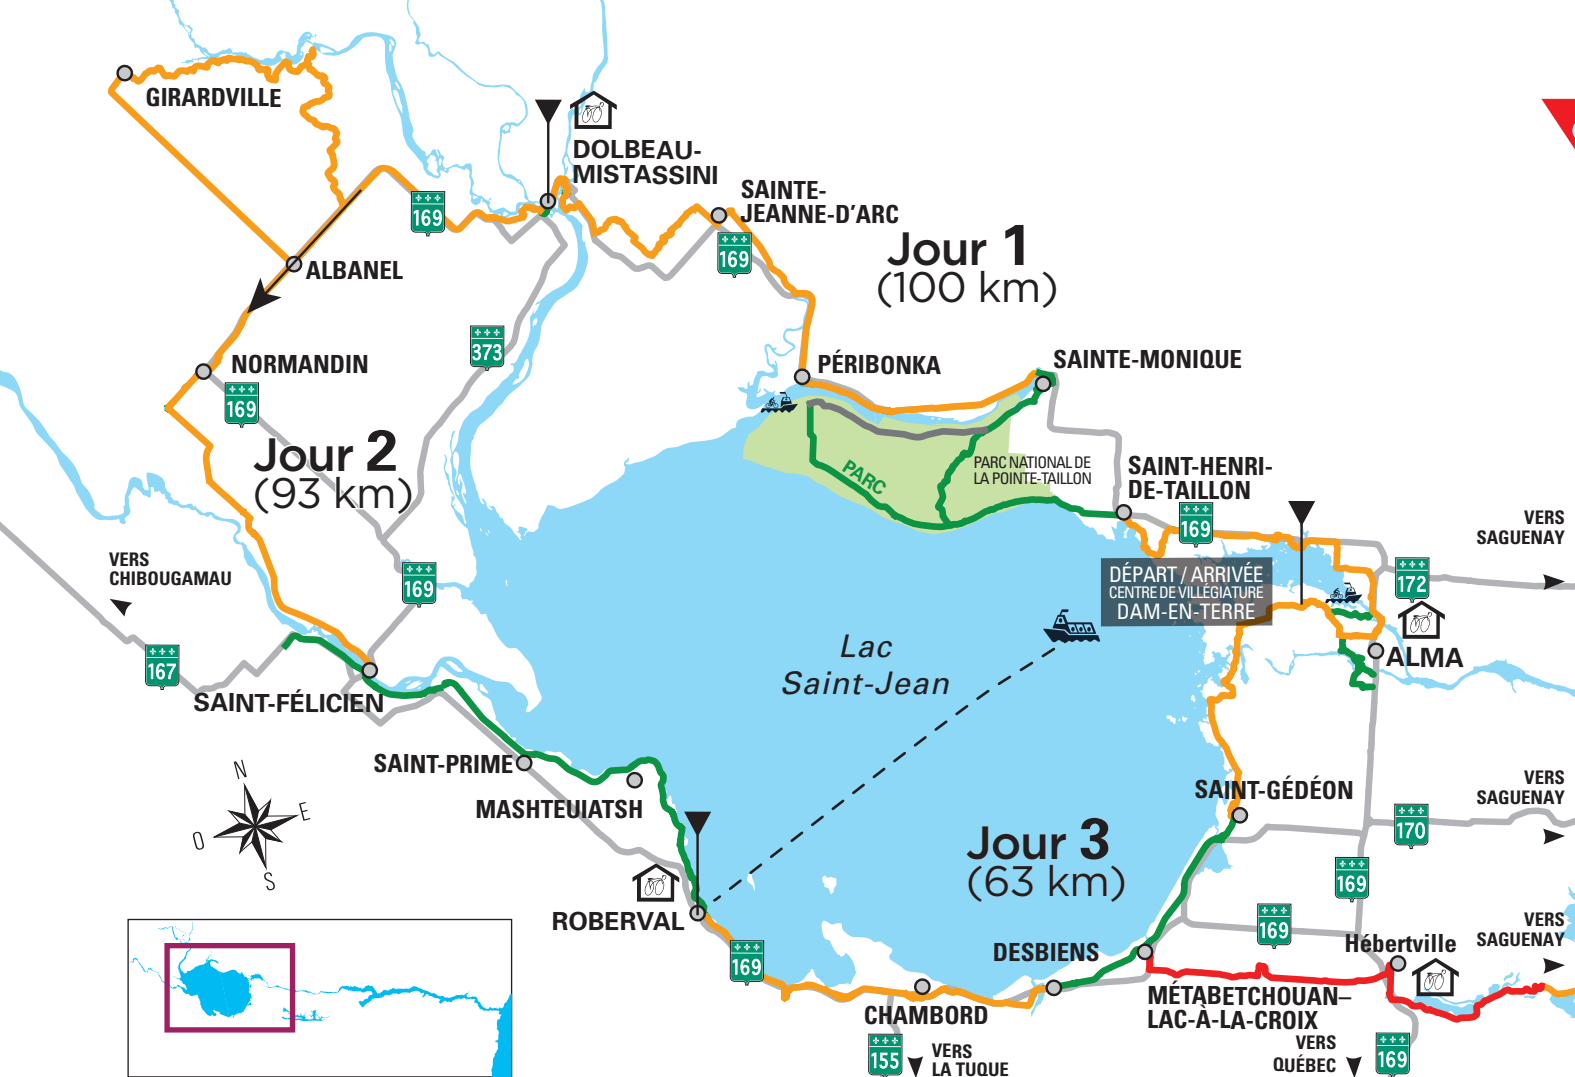 GIRARDVILLE
DOLBEAU-
MISTASSINI
SAINTE-
JEANNE-D'ARC
169
169
Jour 1
(100 km)
ALBANEL
373
NORMANDIN
169
PÉRIBONKA
SAINTE-MONIQUE
Jour 2
(93 km)
PARC
PARC NATIONAL DE
LA POINTE-TAILLON
SAINT-HENRI-
DE-TAILLON
169
VERS
SAGUENAY
VERS
CHIBOUGAMAU
169
DÉPART / ARRIVÉE
CENTRE DE VILLÉGIATURE
DAM-EN-TERRE
172
167
Lac
Saint-Jean
ALMA
SAINT-FÉLICIEN
SAINT-PRIME
MASHTEUIATSH
N
E
O
S
SAINT-GÉDÉON
VERS
SAGUENAY
170
Jour 3
(63 km)
169
ROBERVAL
169
DESBIENS
169
Hébertville
VERS
SAGUENAY
CHAMBORD
MÉTABETCHOUAN–
LAC-À-LA-CROIX
155
VERS
LA TUQUE
VERS
QUÉBEC
169